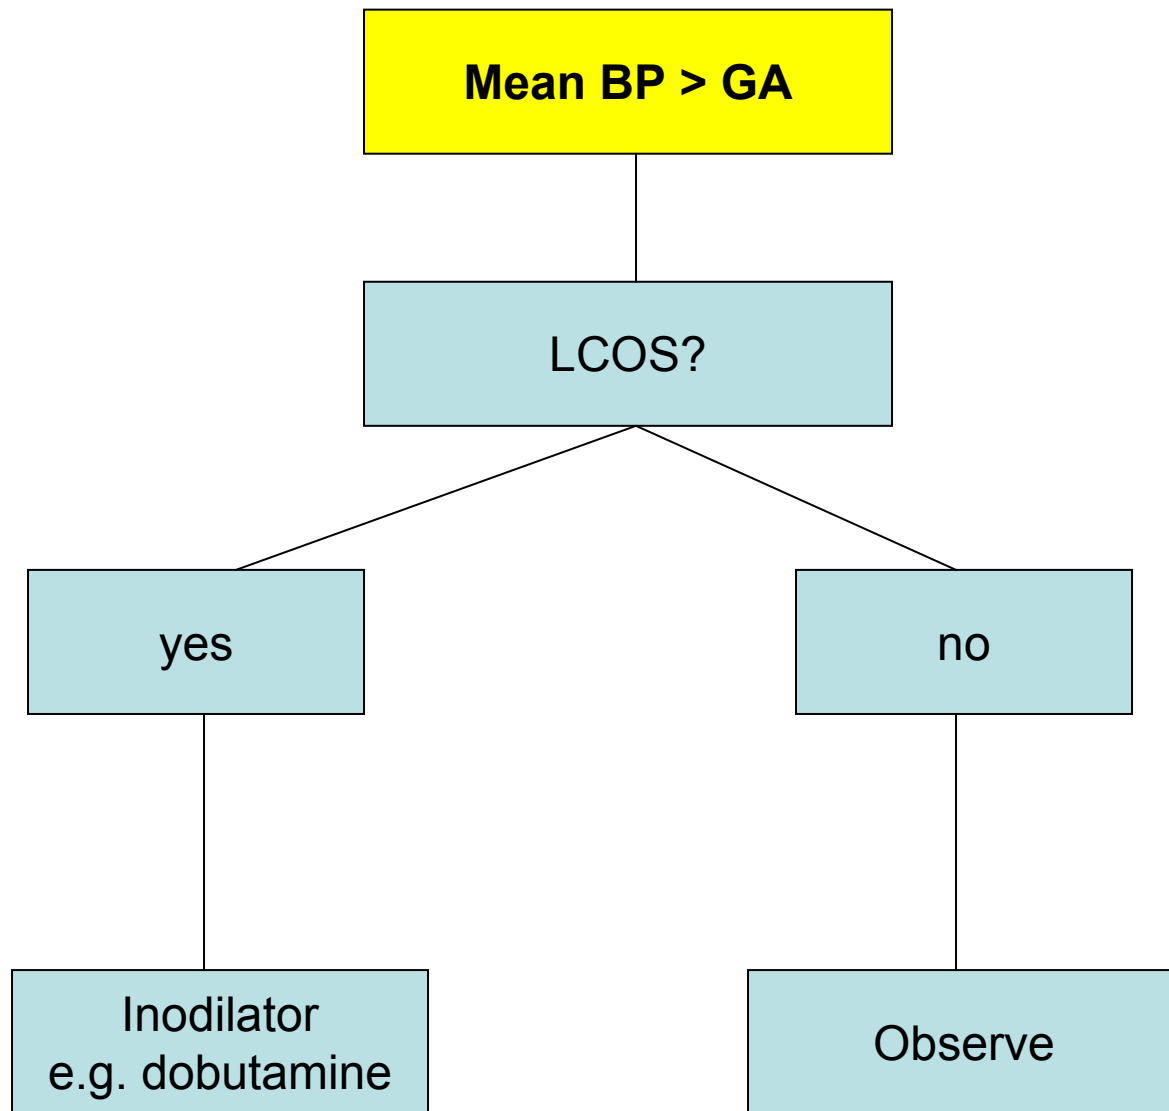 Mean BP > GA
LCOS?
yes
no
Inodilator
e.g. dobutamine
Observe